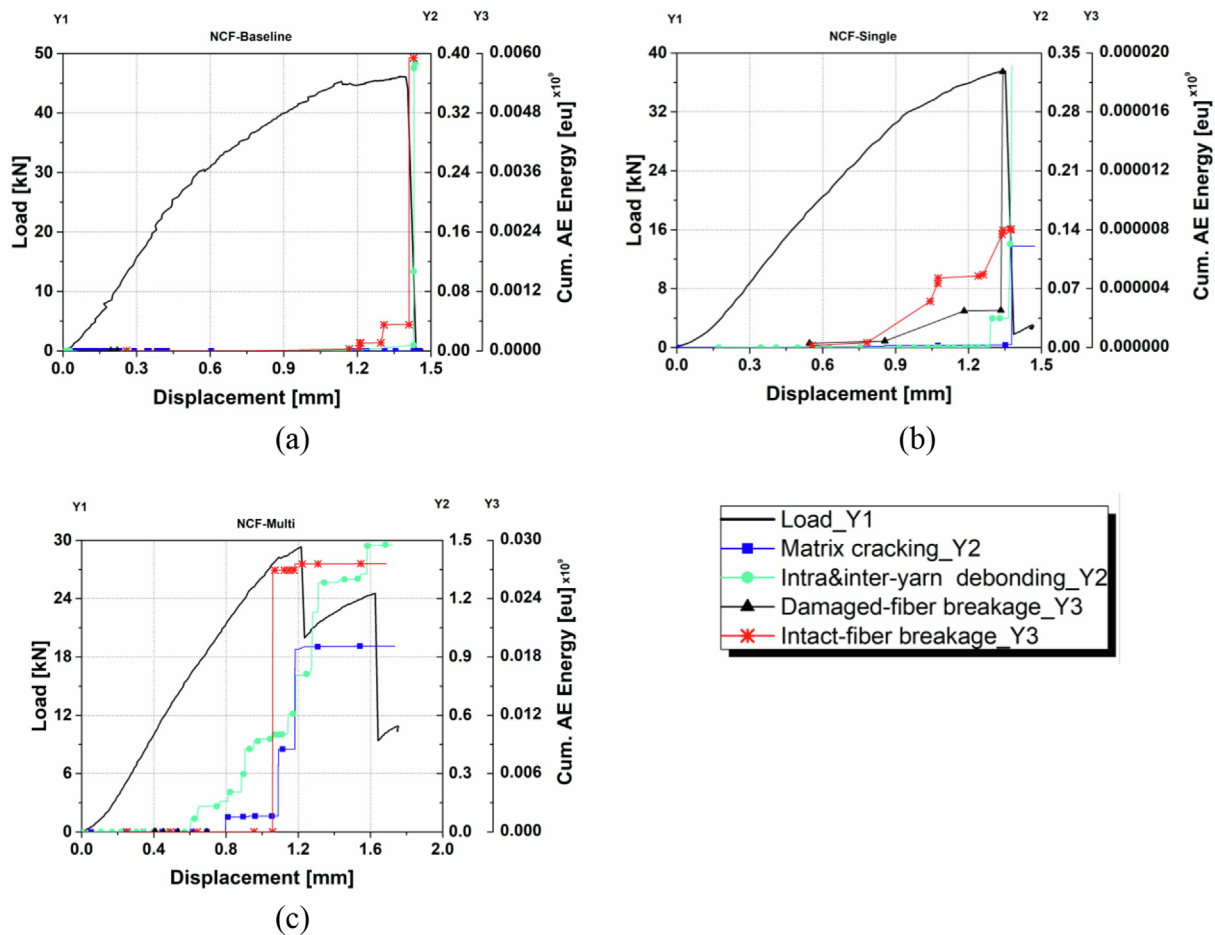 Y1 Y2 Y3
NCF-Baseline
50 0.40 0.0060
40 0.32 0.0048
30 0.24 0.0036
20 0.16 0.0024
10 0.08 0.0012
0 0.00 0.0000
0.0 0.3 0.6 0.9 1.2 1.5
Load [kN]
Cum. AE Energy [eu] x10⁹
Displacement [mm]
(a)
Y1 Y2 Y3
NCF-Single
40 0.35 0.000020
32 0.28 0.000016
24 0.21 0.000012
16 0.14 0.000008
8 0.07 0.000004
0 0.00 0.000000
0.0 0.3 0.6 0.9 1.2 1.5
Load [kN]
Cum. AE Energy [eu] x10⁹
Displacement [mm]
(b)
Y1 Y2 Y3
NCF-Multi
30 1.5 0.030
24 1.2 0.024
18 0.9 0.018
12 0.6 0.012
6 0.3 0.006
0 0.0 0.000
0.0 0.4 0.8 1.2 1.6 2.0
Load [kN]
Cum. AE Energy [eu] x10⁹
Displacement [mm]
(c)
Load_Y1
Matrix cracking_Y2
Intra&inter-yarn debonding_Y2
Damaged-fiber breakage_Y3
Intact-fiber breakage_Y3